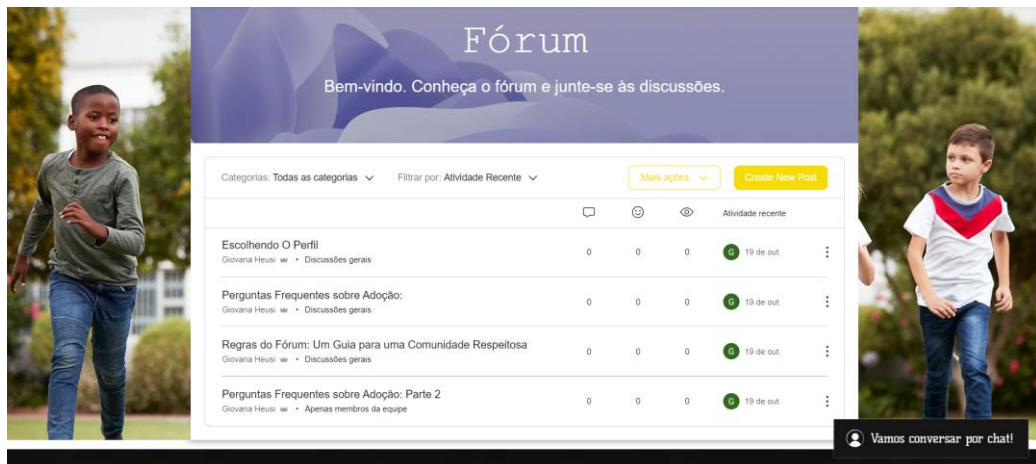 Fórum
Bem-vindo. Conheça o fórum e junte-se às discussões.
Categorias: Todas as categorias Filtrar por: Atividade Recente Mais ações Create New Post
Atividade recente
Escolhendo O Perfil
Giovana Heusi • Discussões gerais
0 0 0 G 19 de out.
Perguntas Frequentes sobre Adoção:
Giovana Heusi • Discussões gerais
0 0 0 G 19 de out.
Regras do Fórum: Um Guia para uma Comunidade Respeitosa
Giovana Heusi • Discussões gerais
0 0 0 G 19 de out.
Perguntas Frequentes sobre Adoção: Parte 2
Giovana Heusi • Apenas membros da equipe
0 0 0 G 19 de out.
Vamos conversar por chat!